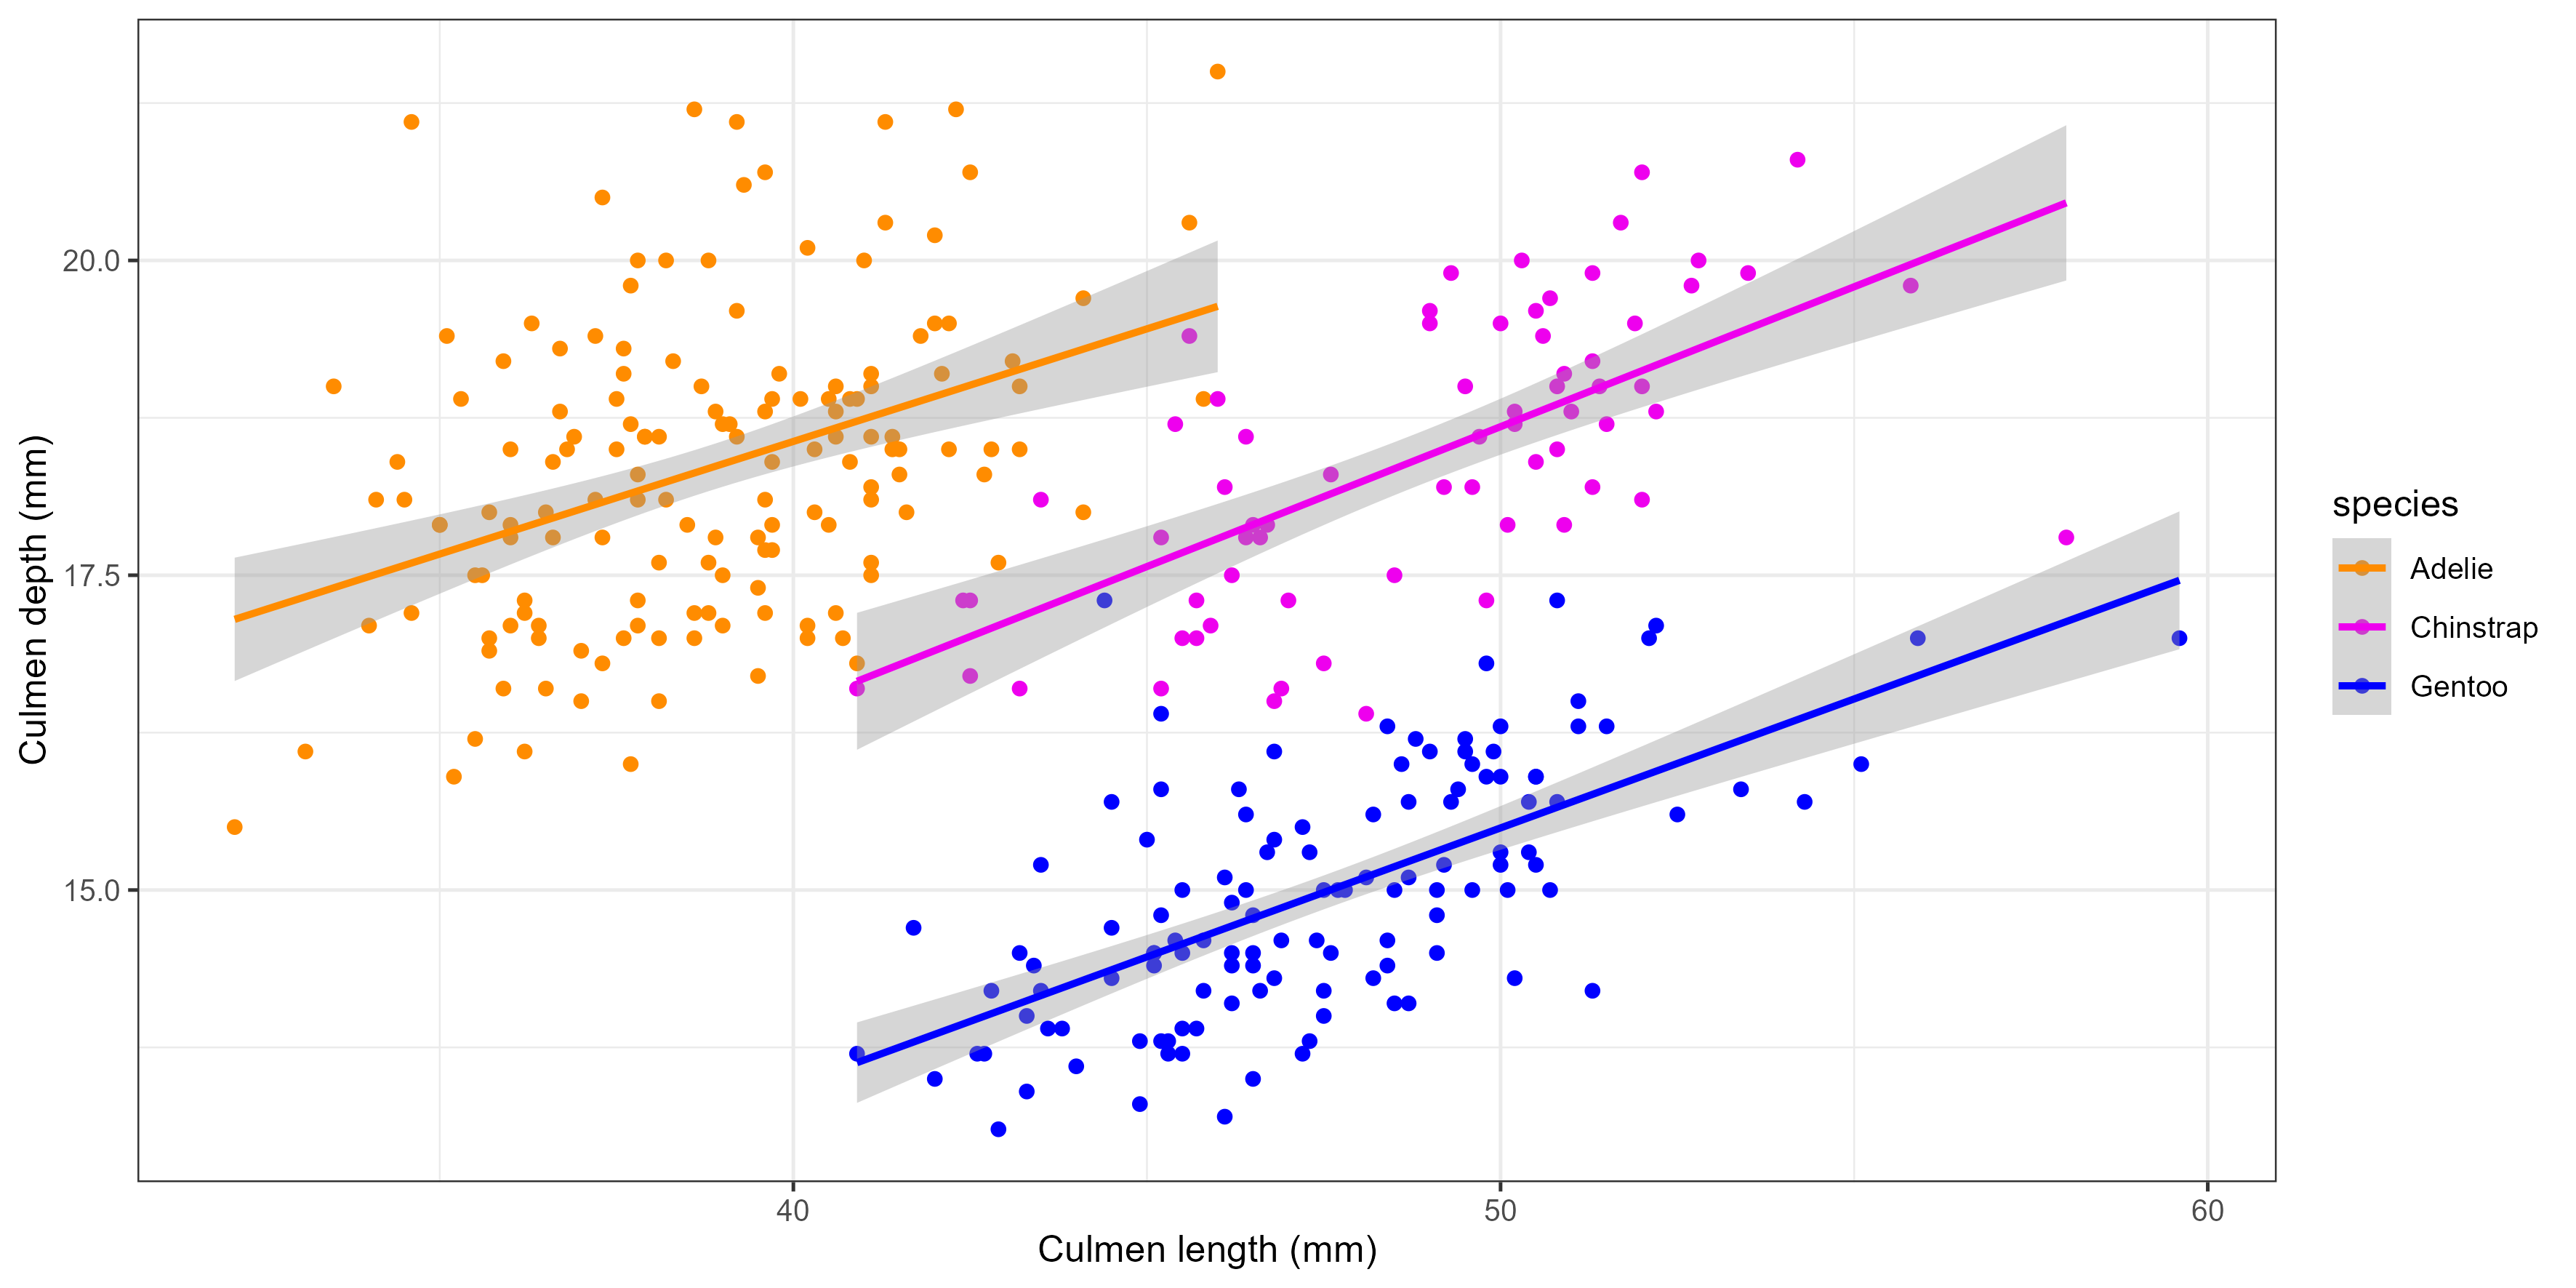 Culmen depth (mm)
20.0
17.5
15.0
40
50
60
Culmen length (mm)
species
Adelie
Chinstrap
Gentoo